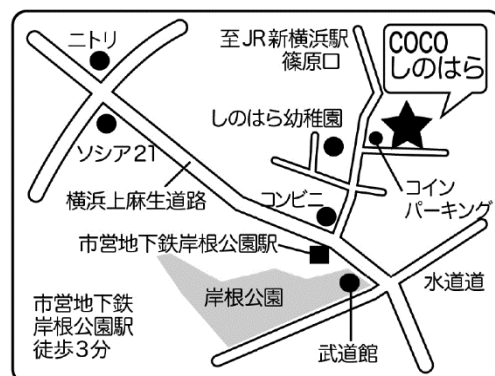 ニトリ
至JR新横浜駅
篠原口
COCO
しのはら
しのはら幼稚園
ソシア21
横浜上麻生道路
コンビニ
コイン
パーキング
市営地下鉄岸根公園駅
岸根公園
水道道
市営地下鉄
岸根公園駅
徒歩3分
武道館